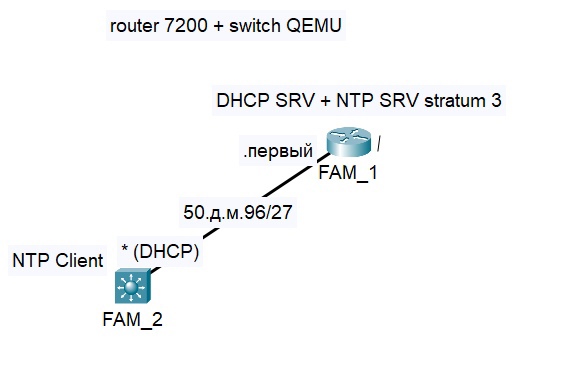 router 7200 + switch QEMU
DHCP SRV + NTP SRV stratum 3
.первый
/
FAM_1
50.д.м.96/27
* (DHCP)
NTP Client
FAM_2